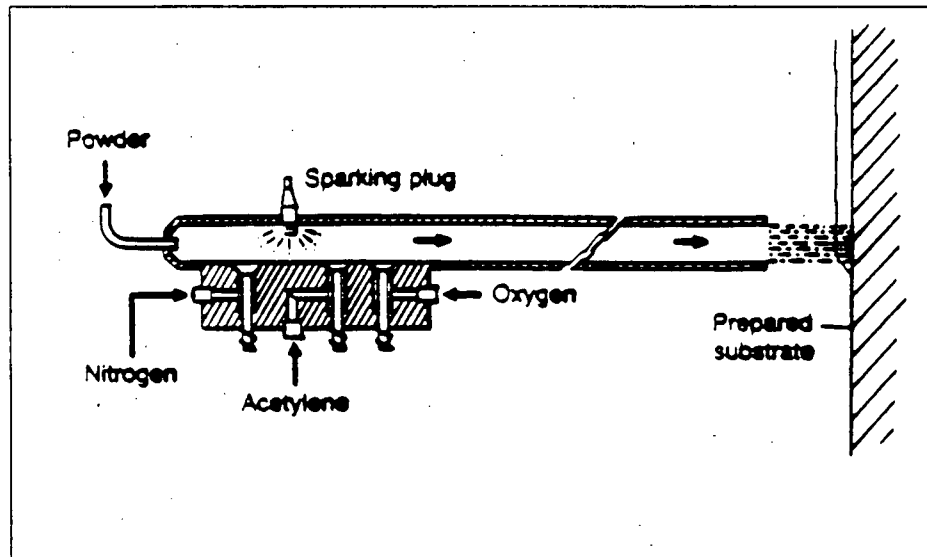 Powder
Sparking plug
Oxygen
Prepared
substrate
Nitrogen
Acetylene